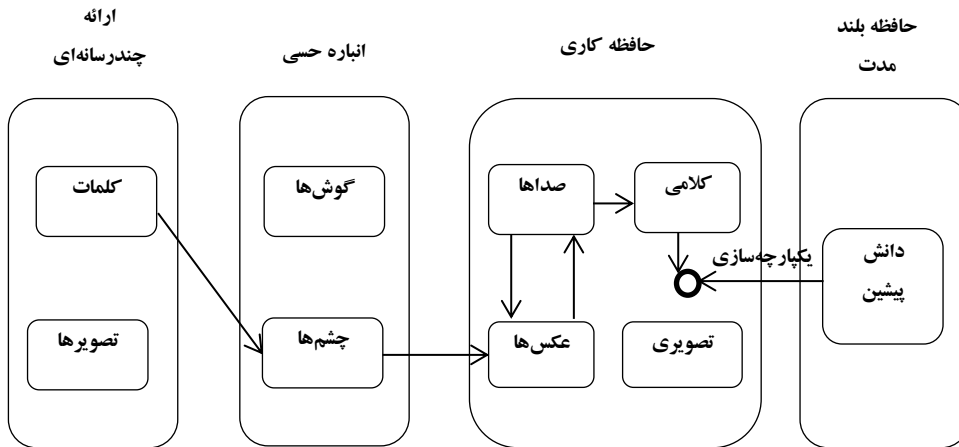 ارائه
چندرسانه‌ای
انباره حسی
حافظه کاری
حافظه بلند
مدت
کلمات
گوش‌ها
صداها
کلامی
یکپارچه‌سازی
دانش
پیشین
تصویرها
چشم‌ها
عکس‌ها
تصویری